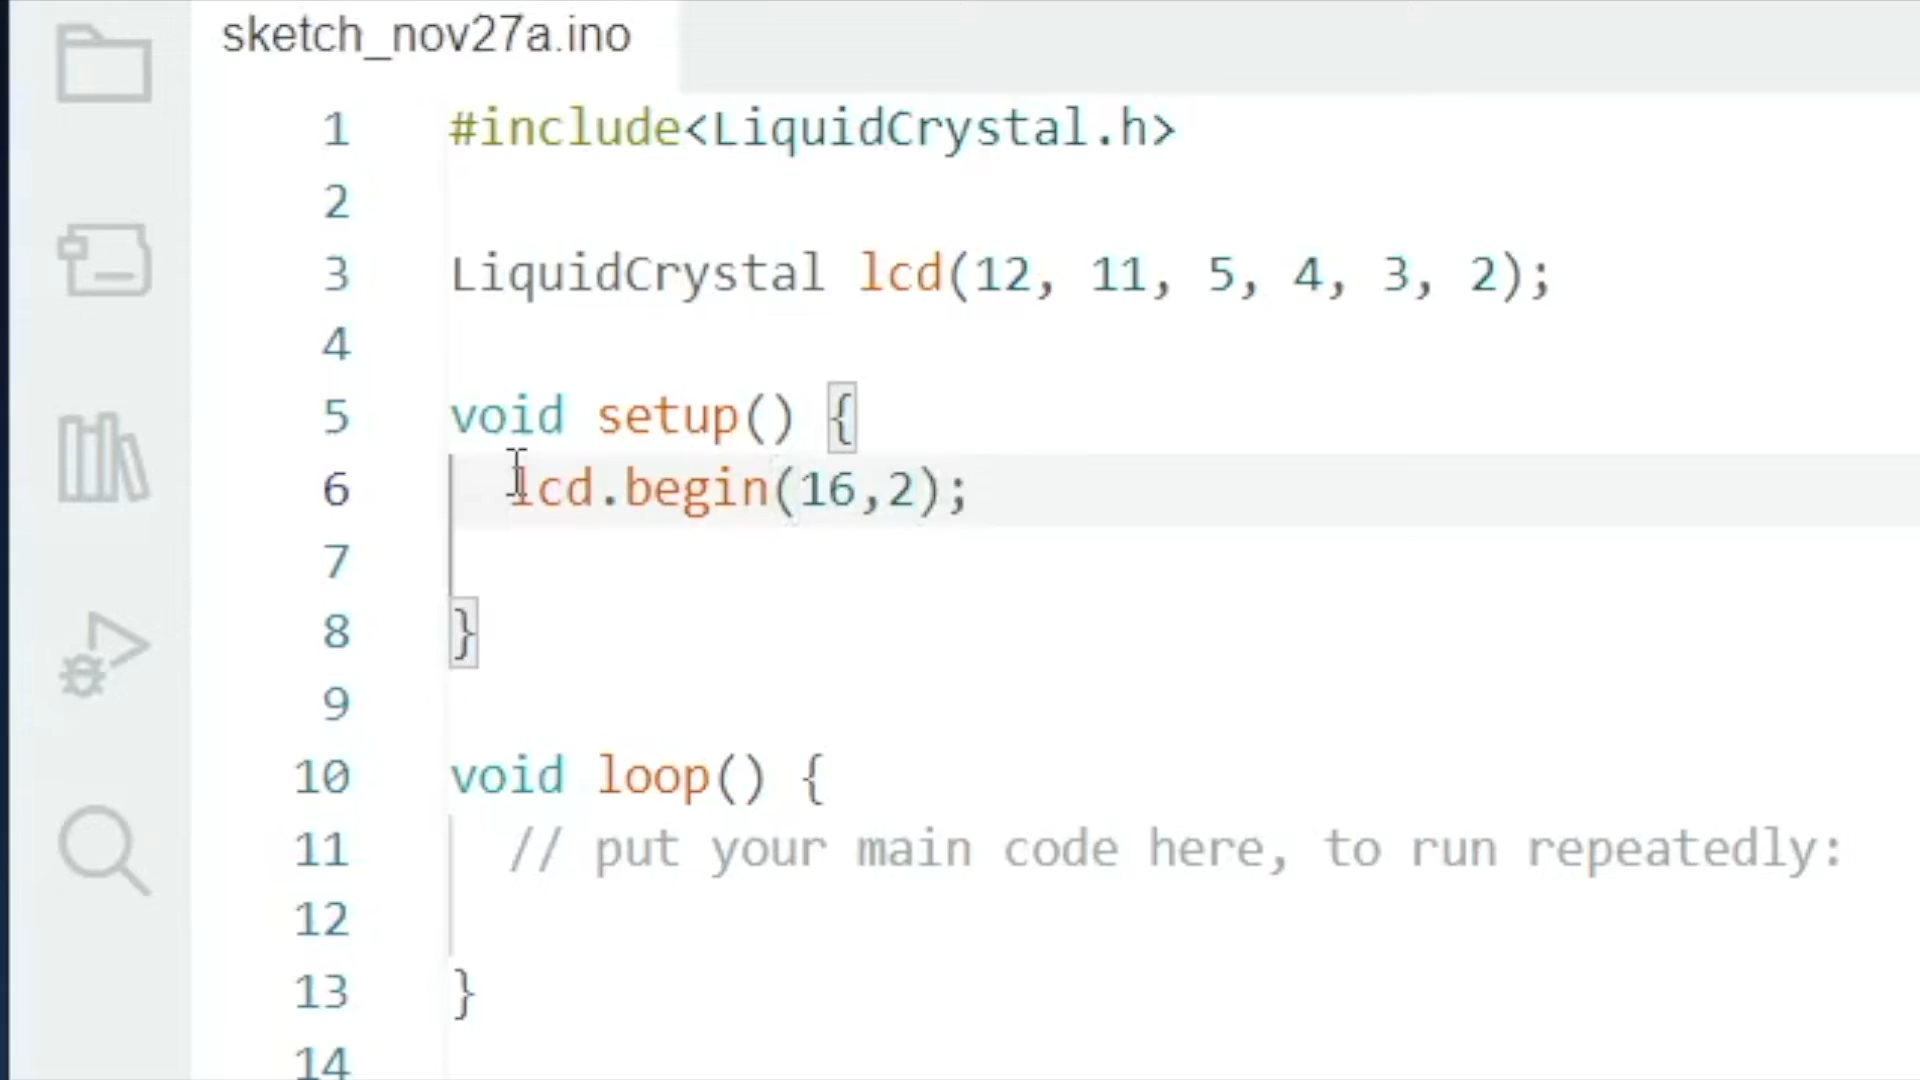 sketch_nov27a.ino
1 #include<LiquidCrystal.h>
2
3 LiquidCrystal lcd(12, 11, 5, 4, 3, 2);
4
5 void setup() {
6 lcd.begin(16,2);
7
8 }
9
10 void loop() {
11 // put your main code here, to run repeatedly:
12
13 }
14